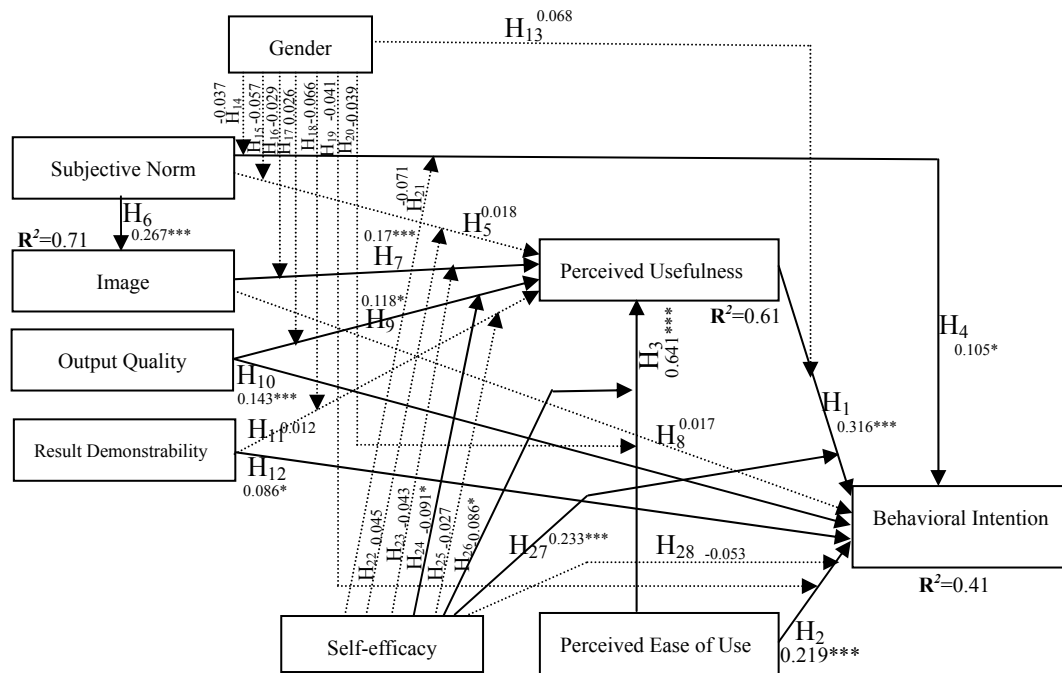 H13 0.068
Gender
-0.037
H14
H15 -0.057
H16 -0.029
H17 0.026
H18 -0.066
H19 -0.041
H20 -0.039
Subjective Norm
-0.071
H21
H5 0.018
H6
0.267***
R²=0.71
0.17***
H7
Image
Perceived Usefulness
R²=0.61
0.118*
H9
Output Quality
H3
0.641***
H4
0.105*
H10
0.143***
H1
0.316***
H11 0.012
H8 0.017
Result Demonstrability
H12
0.086*
Behavioral Intention
R²=0.41
H22 0.045
H23 -0.043
H24 -0.091*
H25 -0.027
H26 0.086*
H27 0.233***
H28 -0.053
Self-efficacy
Perceived Ease of Use
H2
0.219***